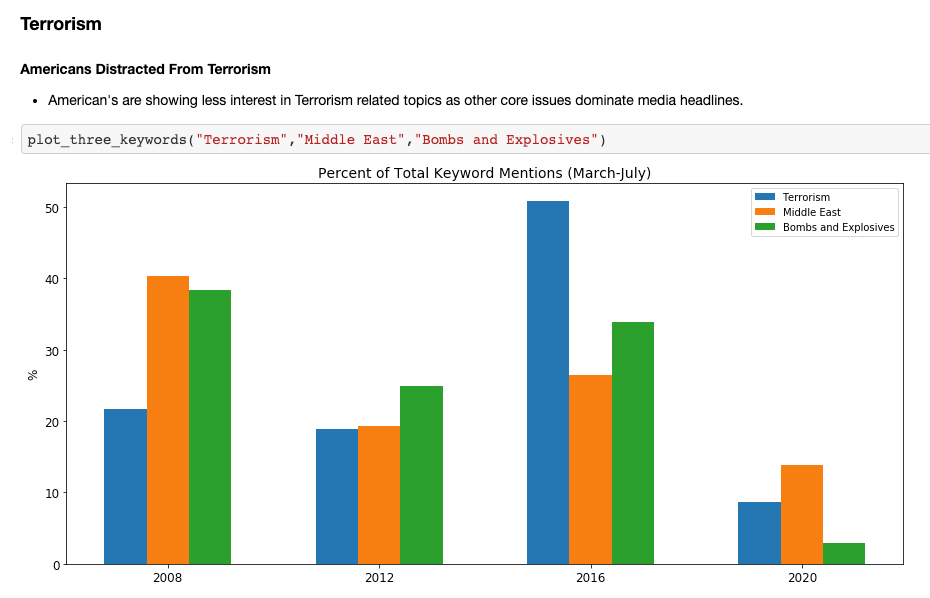 Terrorism
Americans Distracted From Terrorism
• American's are showing less interest in Terrorism related topics as other core issues dominate media headlines.
plot_three_keywords("Terrorism","Middle East","Bombs and Explosives")
Percent of Total Keyword Mentions (March-July)
Terrorism
Middle East
Bombs and Explosives
50
40
30
20
10
0
%
2008 2012 2016 2020